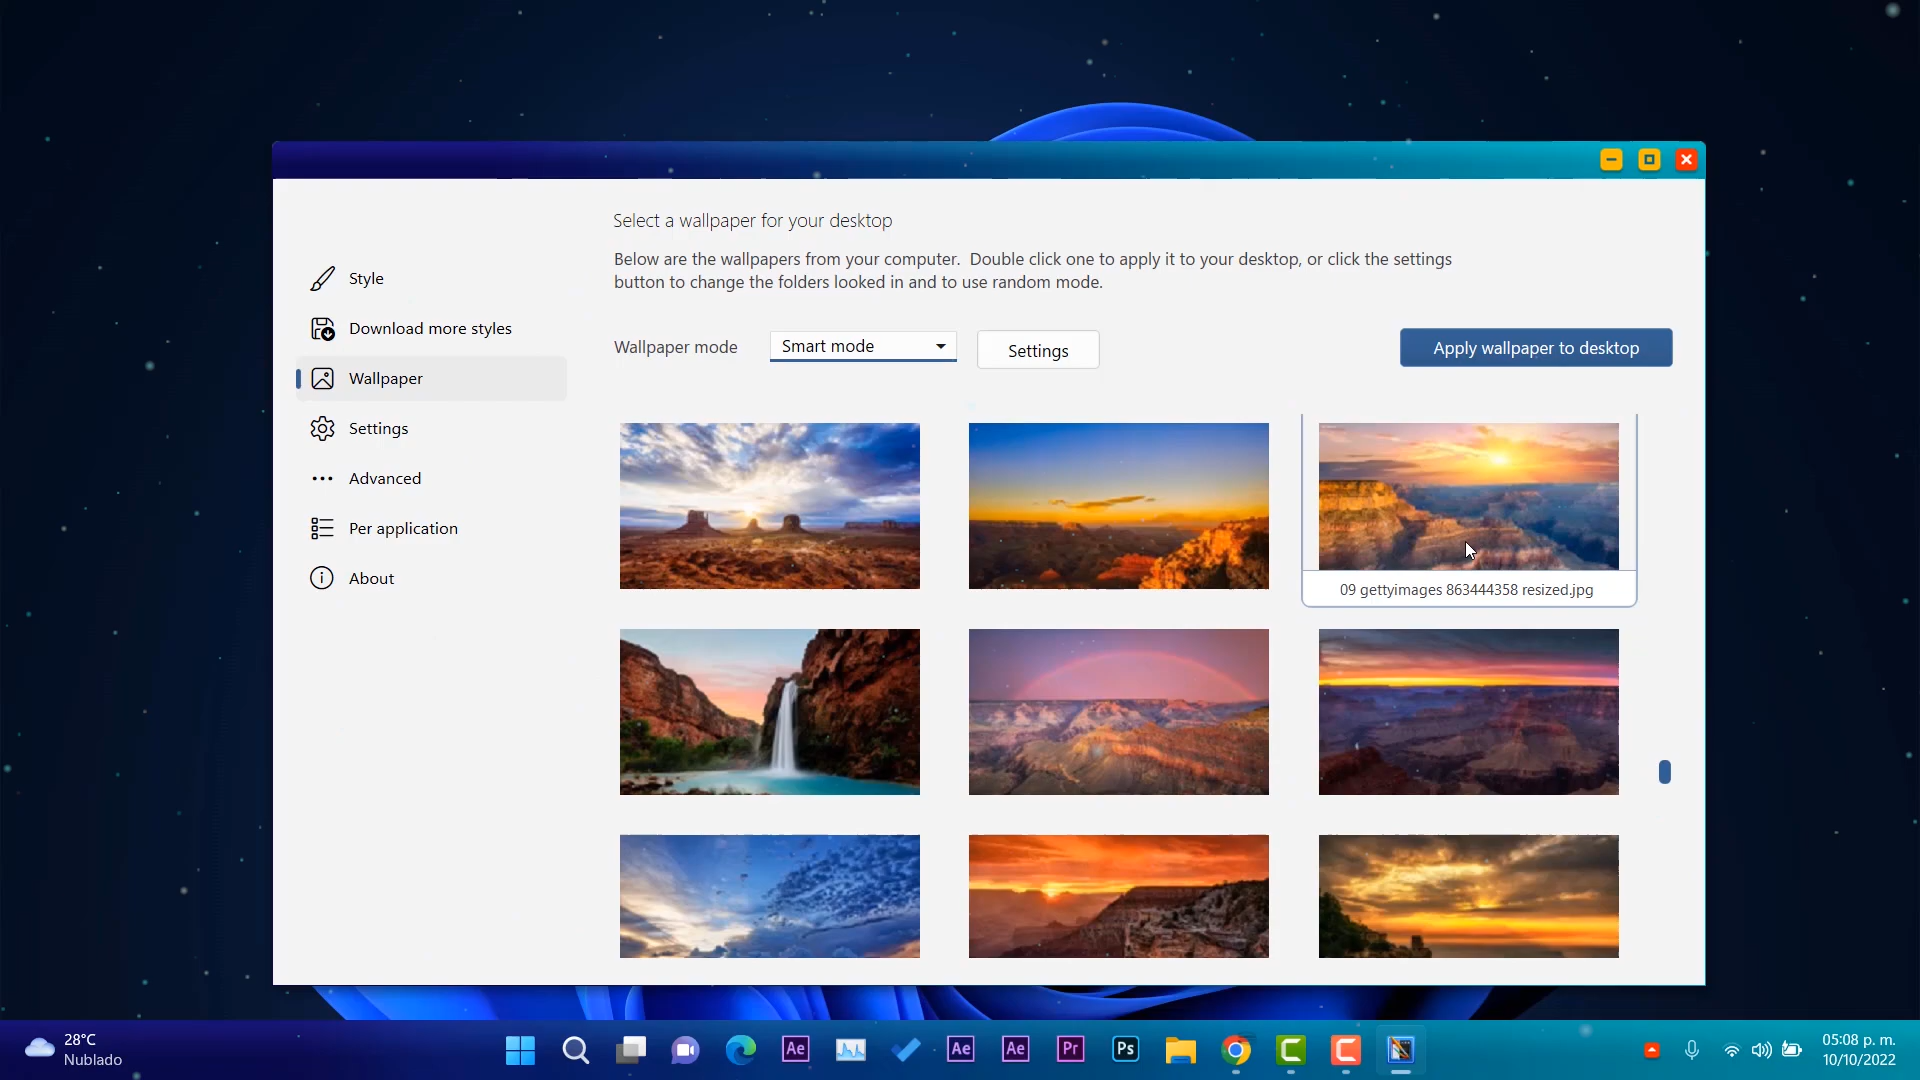 Select a wallpaper for your desktop
Below are the wallpapers from your computer.  Double click one to apply it to your desktop, or click the settings
button to change the folders looked in and to use random mode.
Style
Download more styles
Wallpaper
Settings
Advanced
Per application
About
Wallpaper mode
Smart mode
Settings
Apply wallpaper to desktop
09 gettyimages 863444358 resized.jpg
28°C
Nublado
Ae
Ae
Ae
Pr
Ps
05:08 p. m.
10/10/2022